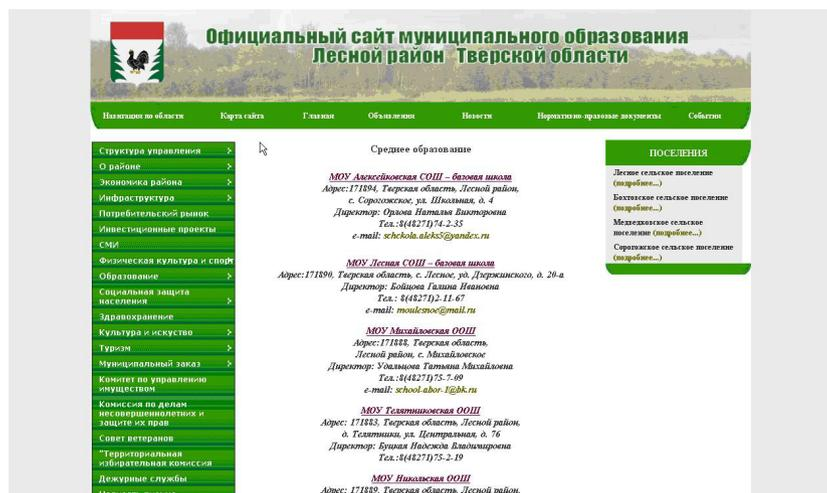 Официальный сайт муниципального образования
Лесной район Тверской области
Навигация по области
Карта сайта
Главная
Объявления
Новости
Нормативно-правовые документы
События
Структура управления
О районе
Экономика района
Инфраструктура
Потребительский рынок
Инвестиционные проекты
СМИ
Физическая культура и спорт
Образование
Социальная защита
населения
Здравохранение
Культура и искуство
Туризм
Муниципальный заказ
Комитет по управлению
имуществом
Комиссия по делам
несовершеннолетних и
защите их прав
Совет ветеранов
"Территориальная
избирательная комиссия
Дежурные службы
Среднее образование
МОУ Алексейковская СОШ – базовая школа
Адрес:171894, Тверская область, Лесной район,
с. Сорогожское, ул. Школьная, д. 4
Директор: Орлова Наталья Викторовна
Тел.:8(48271)74-2-35
e-mail: schckola.aleks5@yandex.ru
МОУ Лесная СОШ – базовая школа
Адрес:171890, Тверская область, с. Лесное, уд. Дзержинского, д. 20-а
Директор: Бойцова Галина Ивановна
Тел.: 8(48271)2-11-67
e-mail: moulesnoe@mail.ru
МОУ Михайловская ООШ
Адрес:171888, Тверская область,
Лесной район, с. Михайловское
Директор: Удальцова Татьяна Михайловна
Тел.:8(48271)75-7-09
e-mail: school-abor-1@bk.ru
МОУ Телятниковская ООШ
Адрес: 171883, Тверская область, Лесной район,
д. Телятники, ул. Центральная, д. 76
Директор: Буцкая Надежда Владимировна
Тел.:8(48271)75-2-19
МОУ Никольская ООШ
Адрес: 171889, Тверская область, Лесной район,
ПОСЕЛЕНИЯ
Лесное сельское поселение
(подробнее...)
Бохтовское сельское поселение
(подробнее...)
Медведковское сельское
поселение (подробнее...)
Сорогожское сельское поселение
(подробнее...)